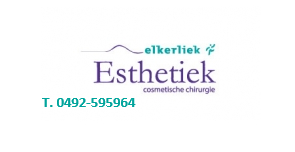 elkerliek
Esthetiek
cosmetische chirurgie
T. 0492-595964